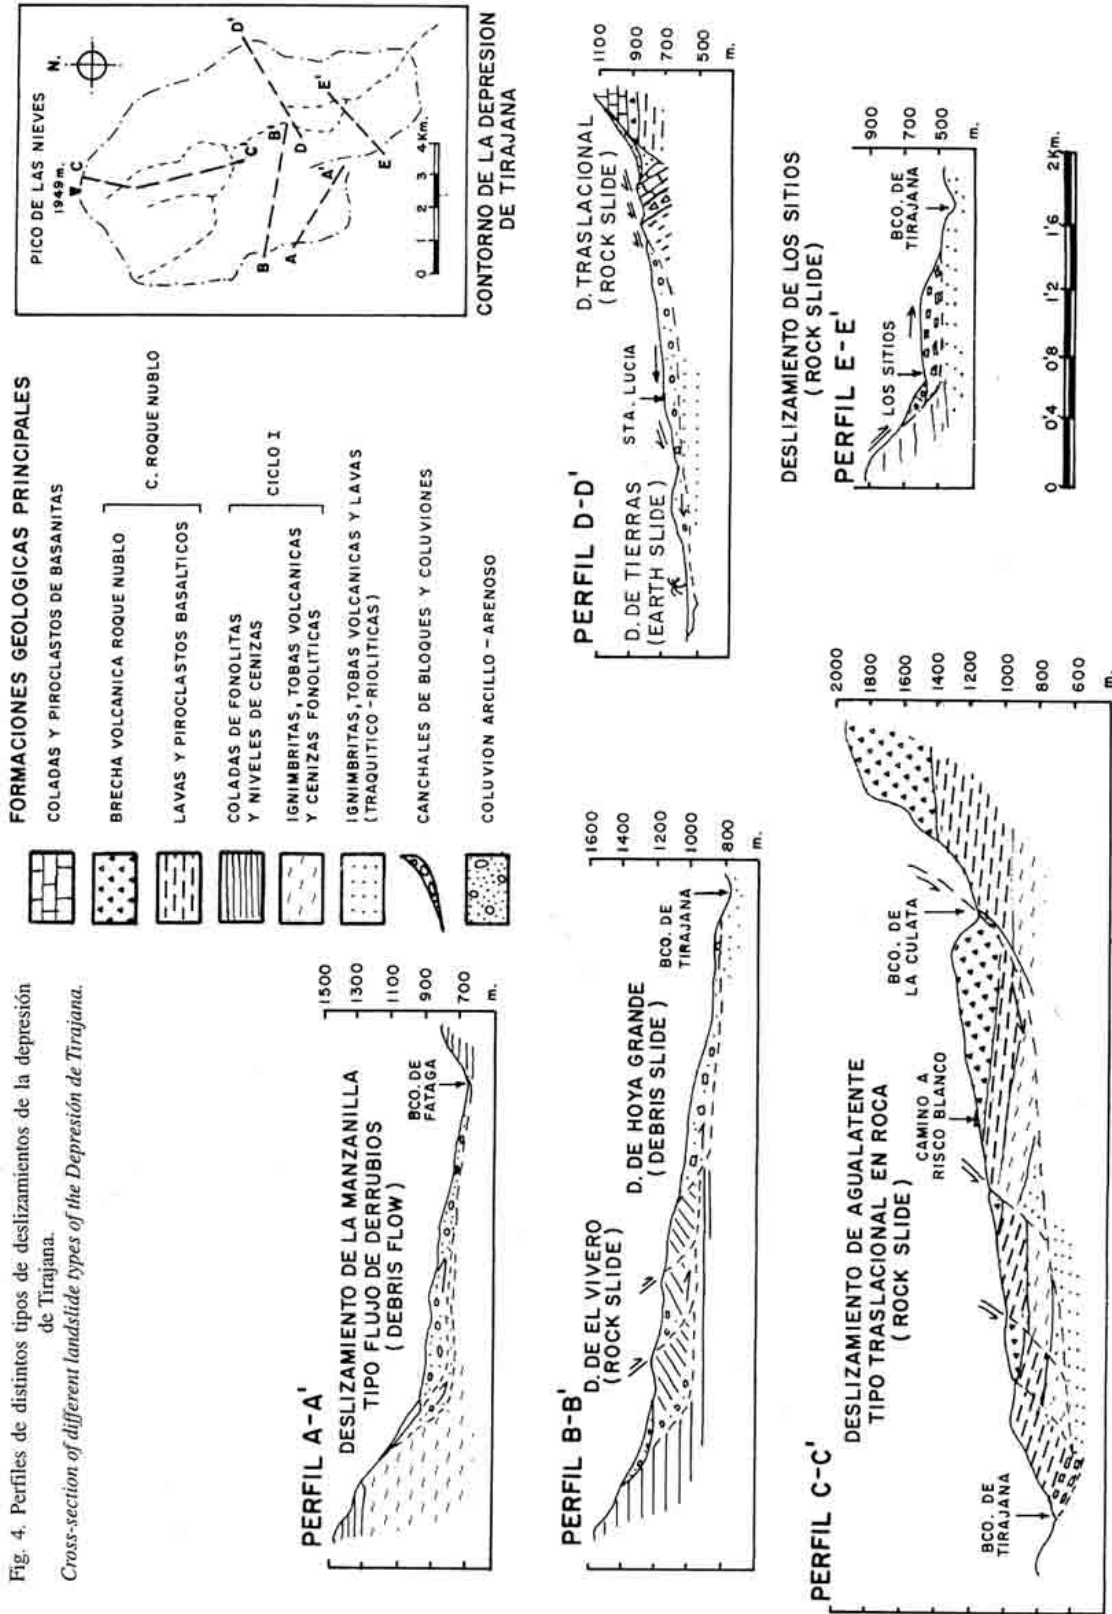 Fig. 4. Perfiles de distintos tipos de deslizamientos de la depresión
de Tirajana.
Cross-section of different landslide types of the Depresión de Tirajana.
FORMACIONES GEOLOGICAS PRINCIPALES
COLADAS Y PIROCLASTOS DE BASANITAS
BRECHA VOLCANICA ROQUE NUBLO
LAVAS Y PIROCLASTOS BASALTICOS
C. ROQUE NUBLO
COLADAS DE FONOLITAS
Y NIVELES DE CENIZAS
IGNIMBRITAS, TOBAS VOLCANICAS
Y CENIZAS FONOLITICAS
CICLO I
IGNIMBRITAS, TOBAS VOLCANICAS Y LAVAS
(TRAQUITICO-RIOLITICAS)
CANCHALES DE BLOQUES Y COLUVIONES
COLUVION ARCILLO-ARENOSO
PICO DE LAS NIEVES
1949 m.
N.
C
C'
D'
D
B'
B
A
A'
E'
E
0 1 2 3 4 Km.
CONTORNO DE LA DEPRESION
DE TIRAJANA
PERFIL A-A'
DESLIZAMIENTO DE LA MANZANILLA
TIPO FLUJO DE DERRUBIOS
(DEBRIS FLOW)
BCO. DE
FATAGA
1500
1300
1100
900
700
m.
PERFIL B-B'
D. DE EL VIVERO
(ROCK SLIDE)
D. DE HOYA GRANDE
(DEBRIS SLIDE)
BCO. DE
TIRAJANA
1600
1400
1200
1000
800
m.
PERFIL C-C'
DESLIZAMIENTO DE AGUALATENTE
TIPO TRASLACIONAL EN ROCA
(ROCK SLIDE)
BCO. DE
TIRAJANA
CAMINO A
RISCO BLANCO
BCO. DE
LA CULATA
2000
1800
1600
1400
1200
1000
800
600
m.
PERFIL D-D'
D. DE TIERRAS
(EARTH SLIDE)
STA. LUCIA
D. TRASLACIONAL
(ROCK SLIDE)
1100
900
700
500
m.
DESLIZAMIENTO DE LOS SITIOS
(ROCK SLIDE)
PERFIL E-E'
LOS SITIOS
BCO. DE
TIRAJANA
900
700
500
m.
0 0'4 0'8 1'2 1'6 2 Km.